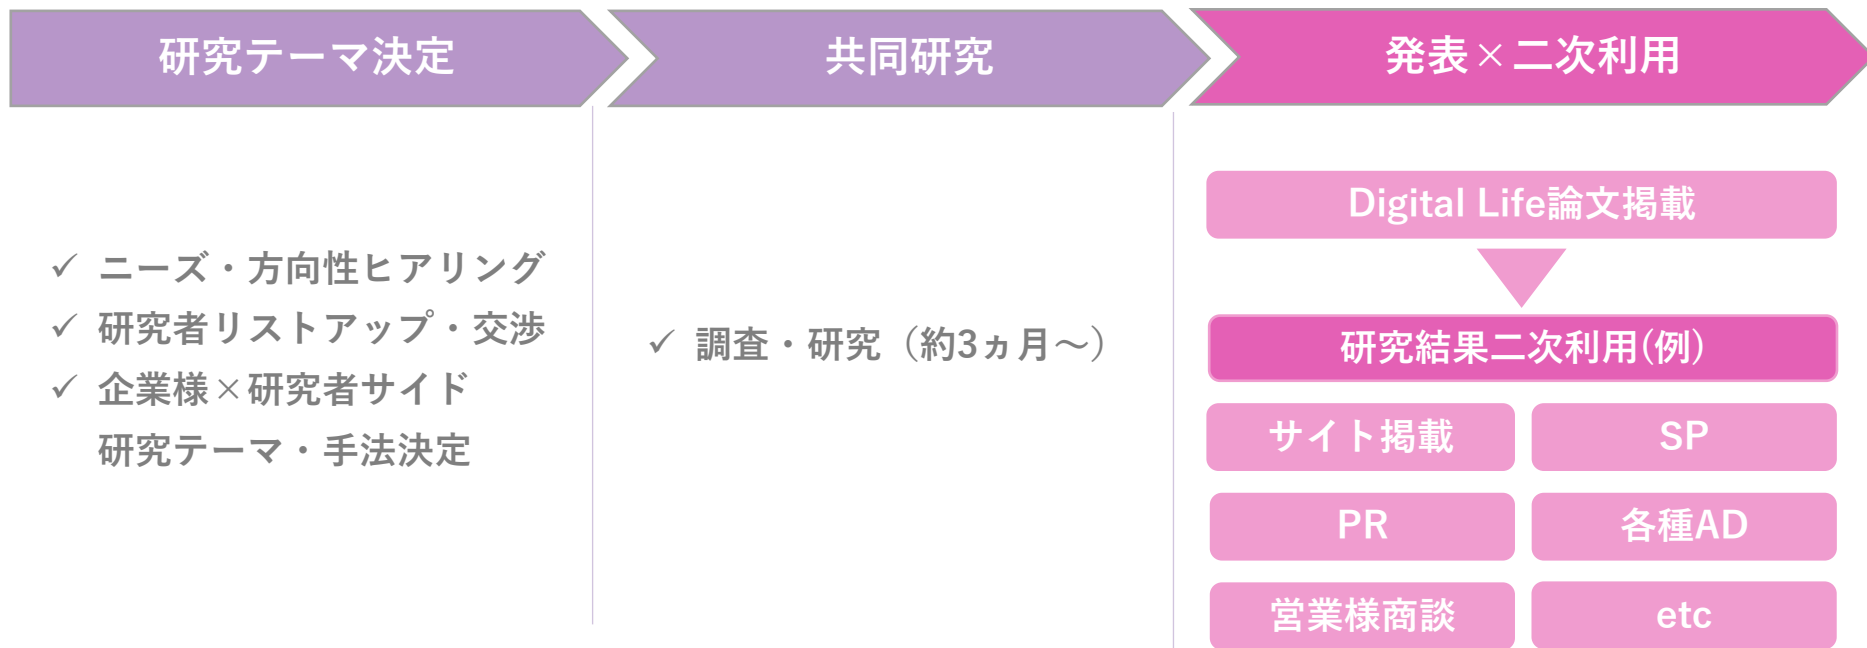 研究テーマ決定
共同研究
発表×二次利用
✓ ニーズ・方向性ヒアリング
✓ 研究者リストアップ・交渉
✓ 企業様×研究者サイド
研究テーマ・手法決定
✓ 調査・研究（約3ヵ月～）
Digital Life論文掲載
研究結果二次利用(例)
サイト掲載
SP
PR
各種AD
営業様商談
etc